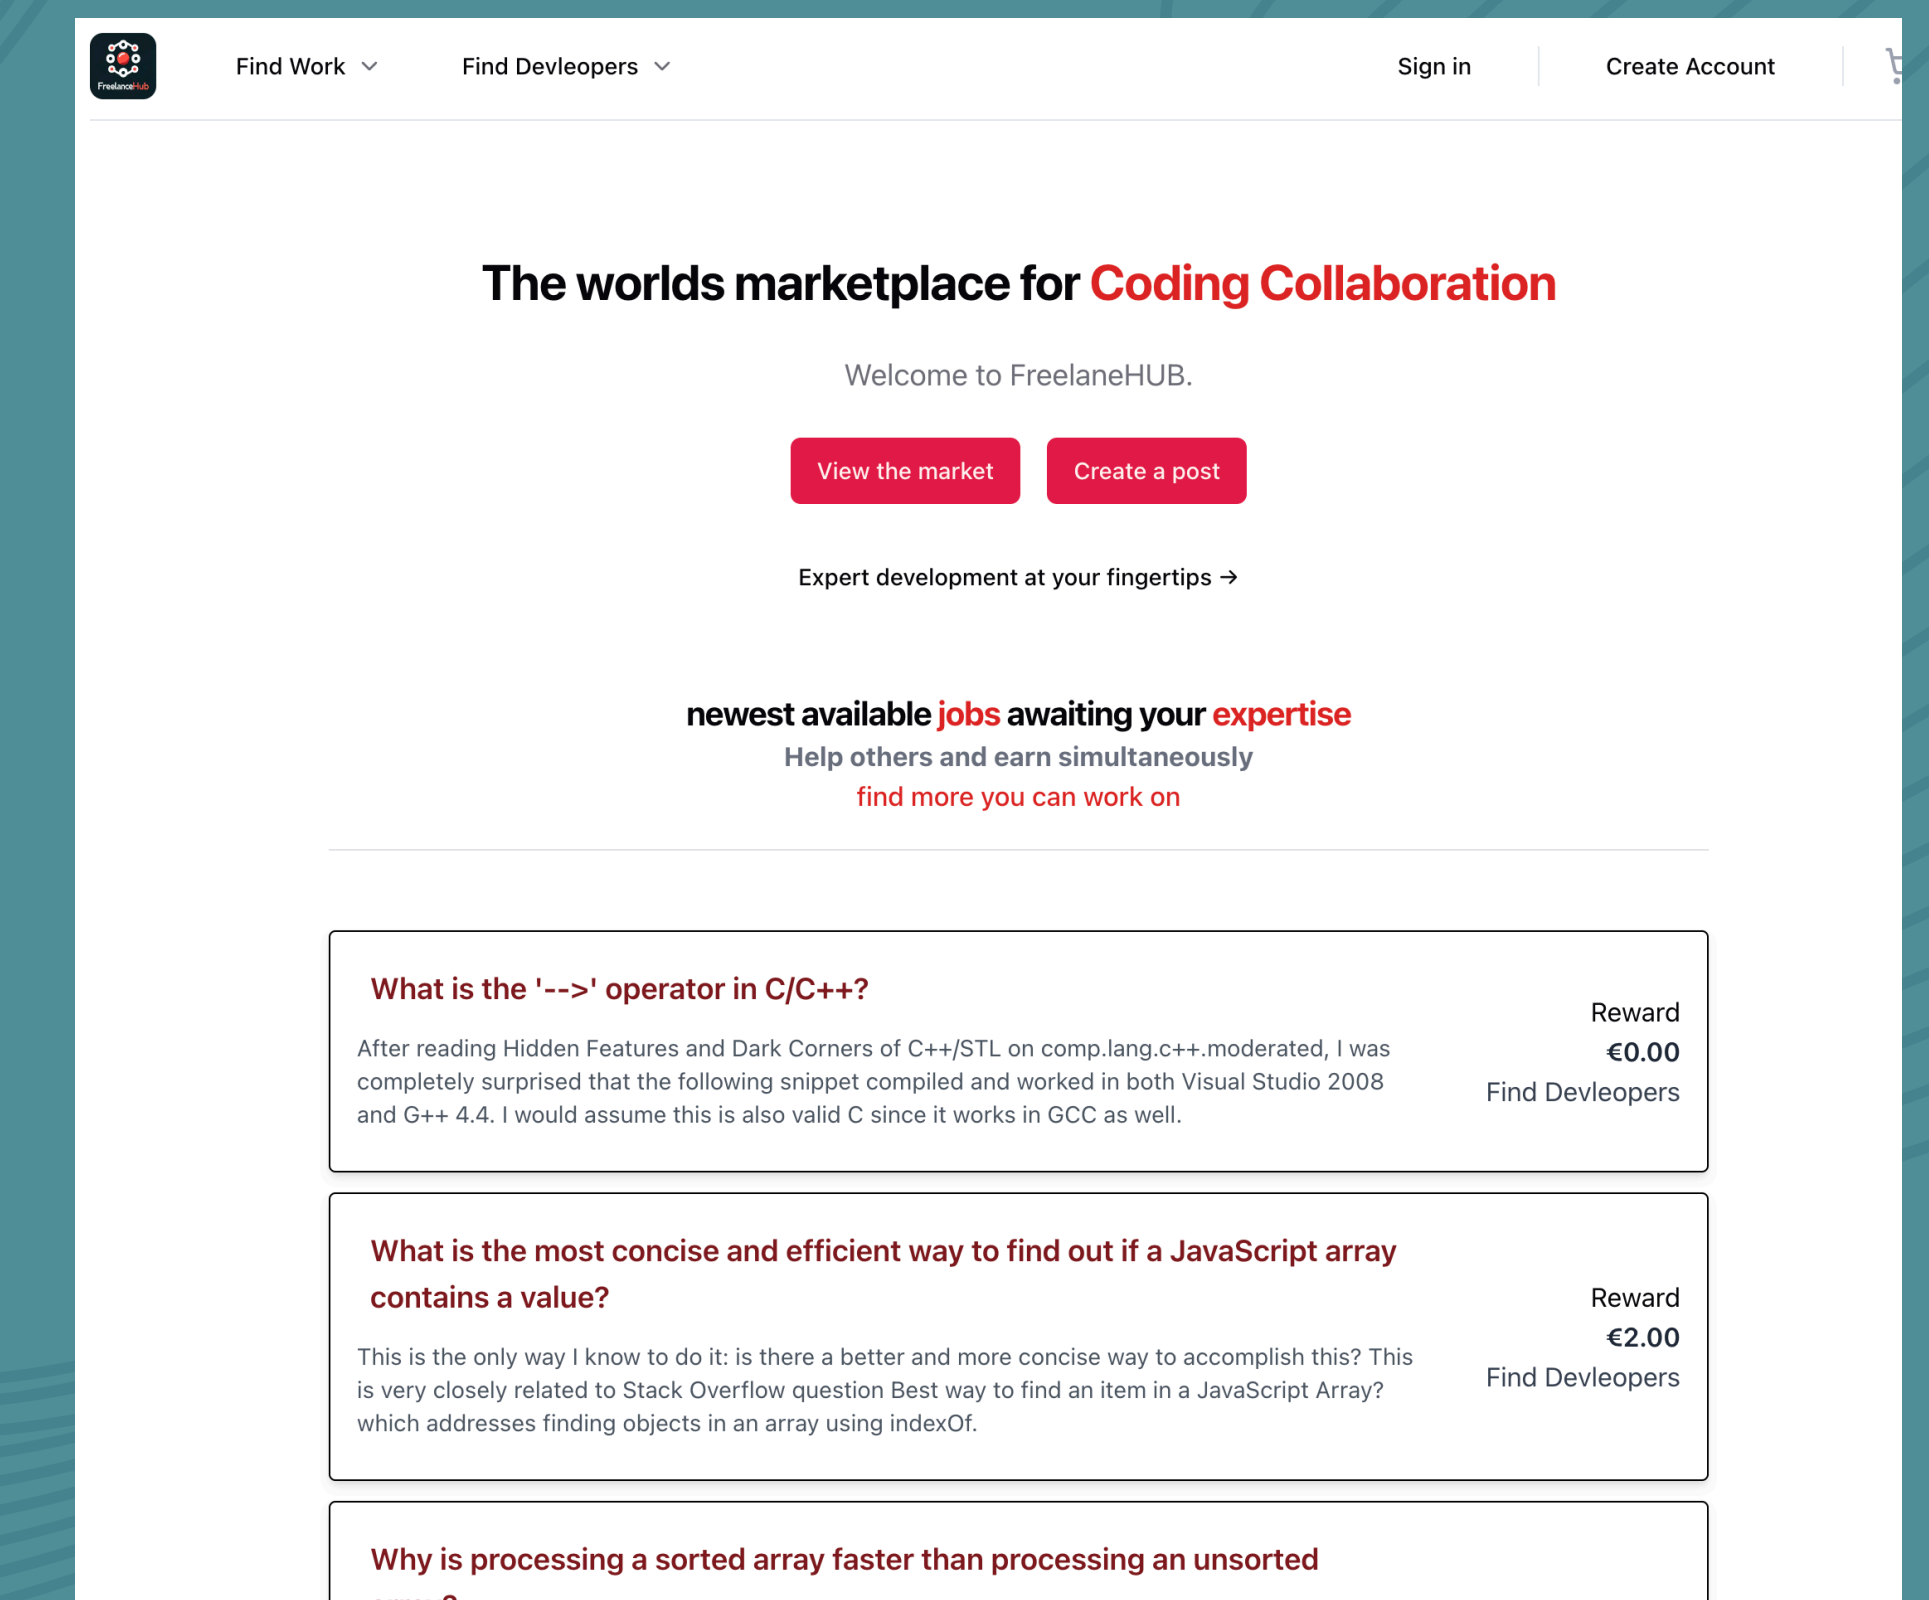 FreelanceHub
Find Work
Find Devleopers
Sign in
Create Account
The worlds marketplace for Coding Collaboration
Welcome to FreelaneHUB.
View the market
Create a post
Expert development at your fingertips →
newest available jobs awaiting your expertise
Help others and earn simultaneously
find more you can work on
What is the '-->' operator in C/C++?
After reading Hidden Features and Dark Corners of C++/STL on comp.lang.c++.moderated, I was
completely surprised that the following snippet compiled and worked in both Visual Studio 2008
and G++ 4.4. I would assume this is also valid C since it works in GCC as well.
Reward
€0.00
Find Devleopers
What is the most concise and efficient way to find out if a JavaScript array
contains a value?
This is the only way I know to do it: is there a better and more concise way to accomplish this? This
is very closely related to Stack Overflow question Best way to find an item in a JavaScript Array?
which addresses finding objects in an array using indexOf.
Reward
€2.00
Find Devleopers
Why is processing a sorted array faster than processing an unsorted